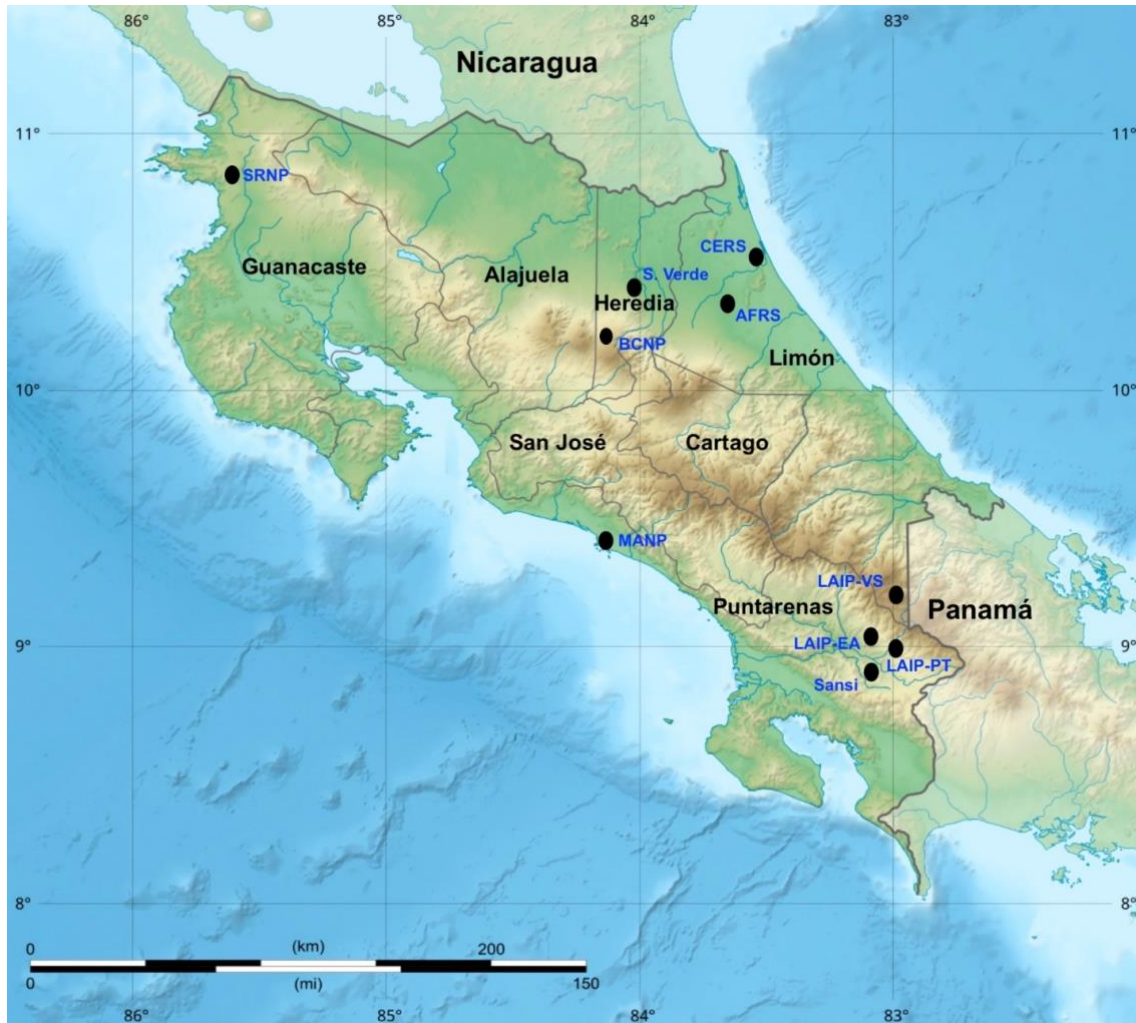 86° 85° 84° 83°
Nicaragua
11° 11°
SRNP
CERS
Guanacaste
Alajuela
S. Verde
Heredia
AFRS
BCNP
Limón
10° 10°
San José
Cartago
MANP
LAIP-VS
Puntarenas
Panamá
LAIP-EA
9° 9°
LAIP-PT
Sansi
8° 8°
0 (km) 200
0 (mi) 150
86° 85° 84° 83°